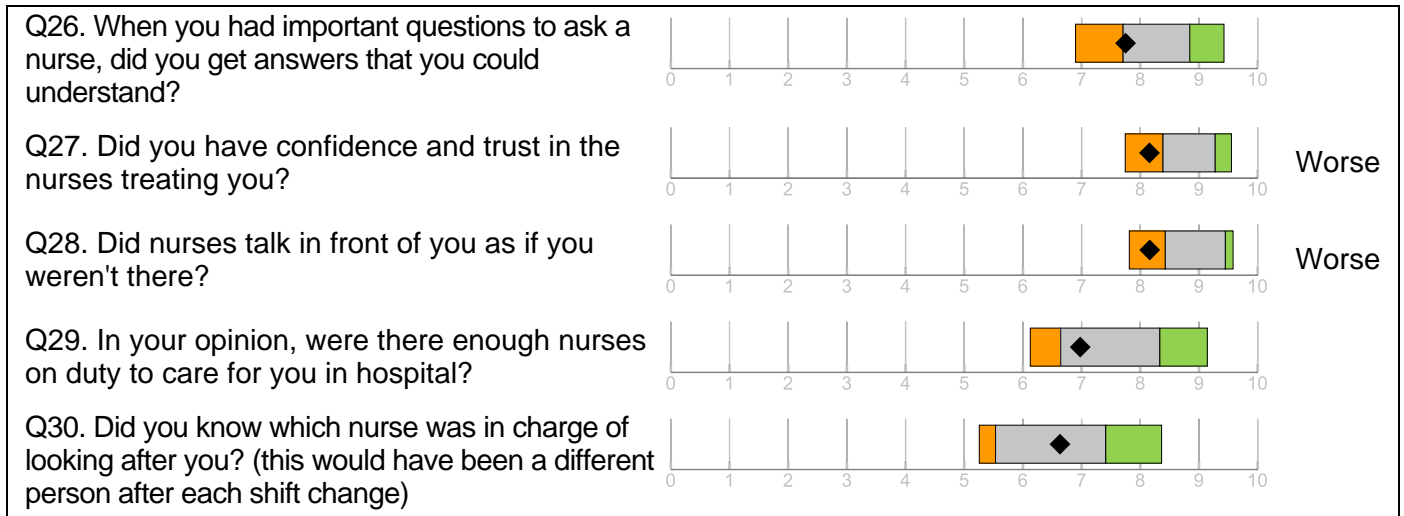 Q26. When you had important questions to ask a
nurse, did you get answers that you could
understand?
0 1 2 3 4 5 6 7 8 9 10
Q27. Did you have confidence and trust in the
nurses treating you?
Worse
0 1 2 3 4 5 6 7 8 9 10
Q28. Did nurses talk in front of you as if you
weren't there?
Worse
0 1 2 3 4 5 6 7 8 9 10
Q29. In your opinion, were there enough nurses
on duty to care for you in hospital?
0 1 2 3 4 5 6 7 8 9 10
Q30. Did you know which nurse was in charge of
looking after you? (this would have been a different
person after each shift change)
0 1 2 3 4 5 6 7 8 9 10